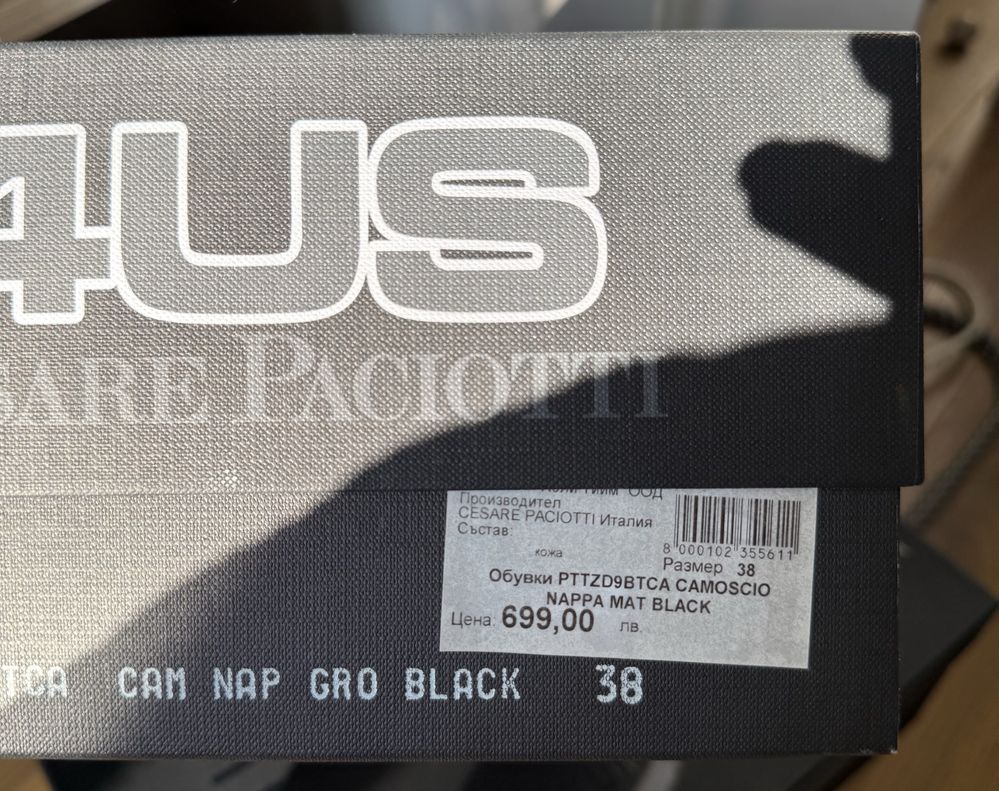 4US
PACIOTTI
ООД
Производител
CESARE PACIOTTI Италия
Състав:
кожа
8 000102 355611
Размер 38
Обувки PTTZD9BTCA CAMOSCIO
NAPPA MAT BLACK
Цена: 699,00 лв.
TCA CAM NAP GRO BLACK 38